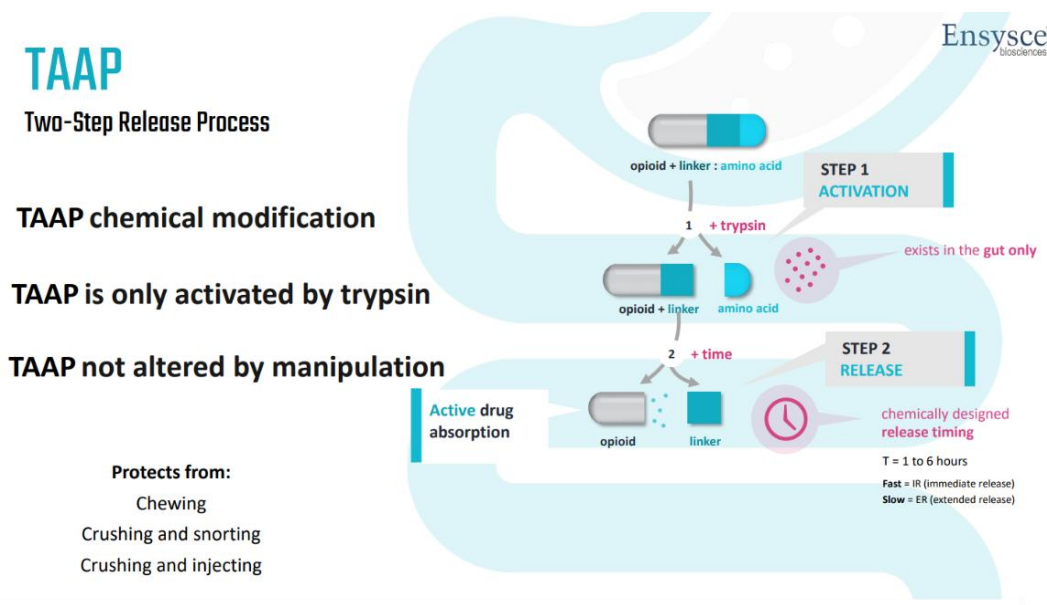 TAAP
Two-Step Release Process
Ensysce
biosciences
TAAP chemical modification
TAAP is only activated by trypsin
TAAP not altered by manipulation
Protects from:
Chewing
Crushing and snorting
Crushing and injecting
opioid + linker : amino acid
STEP 1
ACTIVATION
1 + trypsin
exists in the gut only
opioid + linker
amino acid
2 + time
STEP 2
RELEASE
Active drug
absorption
opioid
linker
chemically designed
release timing
T = 1 to 6 hours
Fast = IR (immediate release)
Slow = ER (extended release)